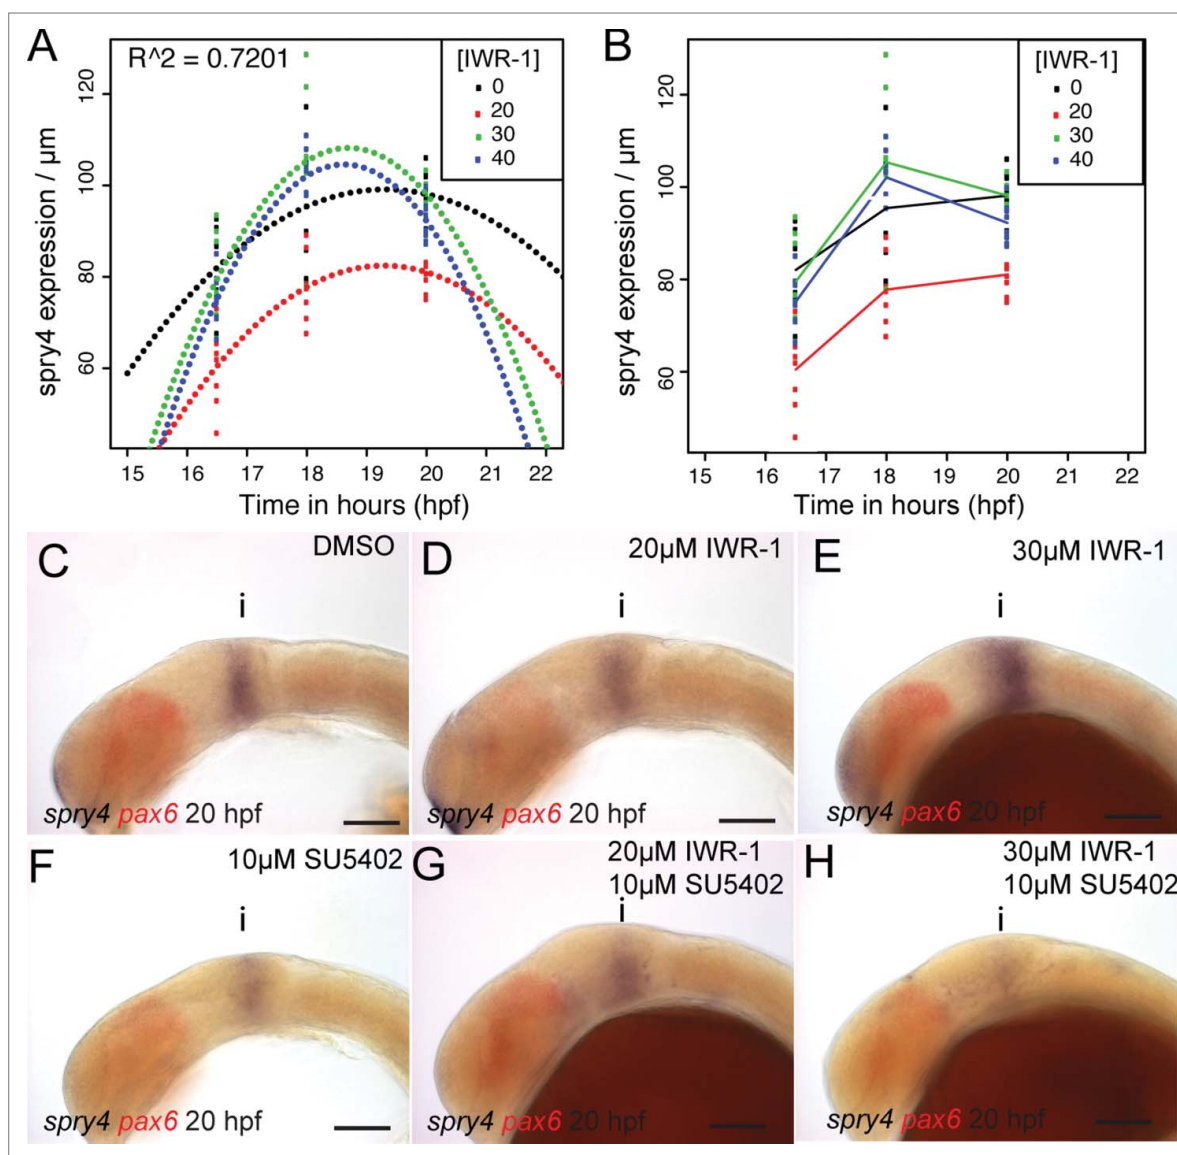 A
R^2 = 0.7201
[IWR-1]
0
20
30
40
spry4 expression / µm
120
100
80
60
15 16 17 18 19 20 21 22
Time in hours (hpf)
B
[IWR-1]
0
20
30
40
spry4 expression / µm
120
100
80
60
15 16 17 18 19 20 21 22
Time in hours (hpf)
C
DMSO
i
spry4 pax6 20 hpf
D
20µM IWR-1
i
spry4 pax6 20 hpf
E
30µM IWR-1
i
spry4 pax6 20 hpf
F
10µM SU5402
i
spry4 pax6 20 hpf
G
20µM IWR-1
10µM SU5402
i
spry4 pax6 20 hpf
H
30µM IWR-1
10µM SU5402
i
spry4 pax6 20 hpf